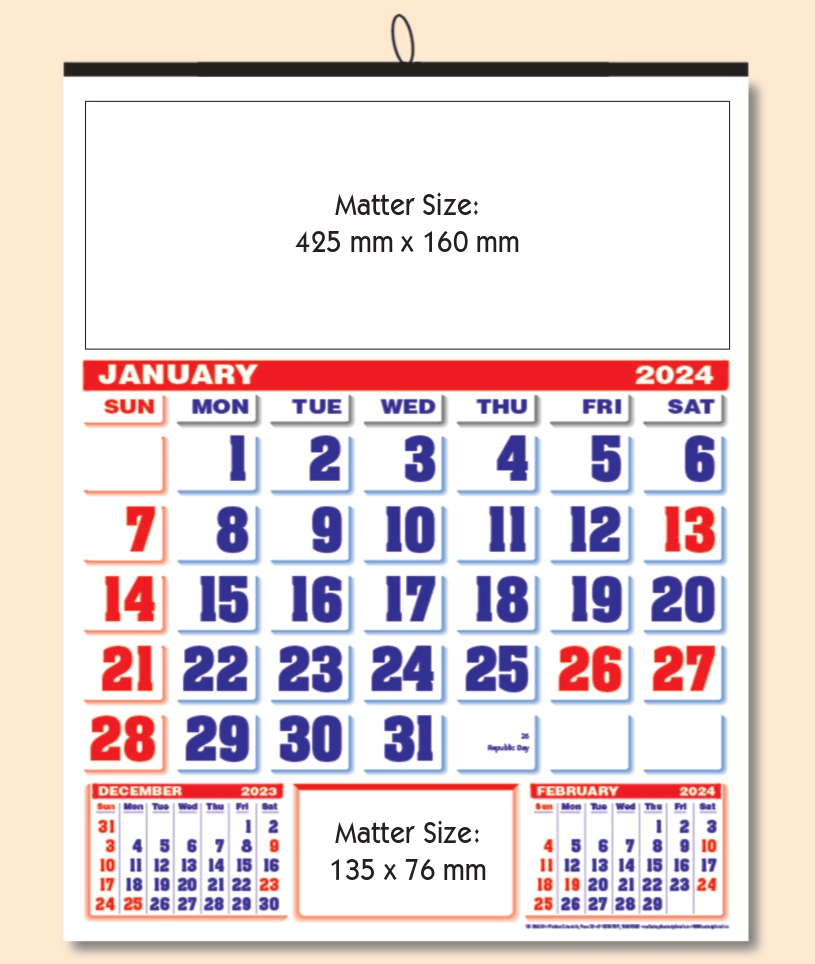 Matter Size:
425 mm x 160 mm
JANUARY 2024
SUN MON TUE WED THU FRI SAT
1 2 3 4 5 6
7 8 9 10 11 12 13
14 15 16 17 18 19 20
21 22 23 24 25 26 27
28 29 30 31
26
Republic Day
DECEMBER 2023
Sun Mon Tue Wed Thu Fri Sat
31 1 2
3 4 5 6 7 8 9
10 11 12 13 14 15 16
17 18 19 20 21 22 23
24 25 26 27 28 29 30
Matter Size:
135 x 76 mm
FEBRUARY 2024
Sun Mon Tue Wed Thu Fri Sat
1 2 3
4 5 6 7 8 9 10
11 12 13 14 15 16 17
18 19 20 21 22 23 24
25 26 27 28 29